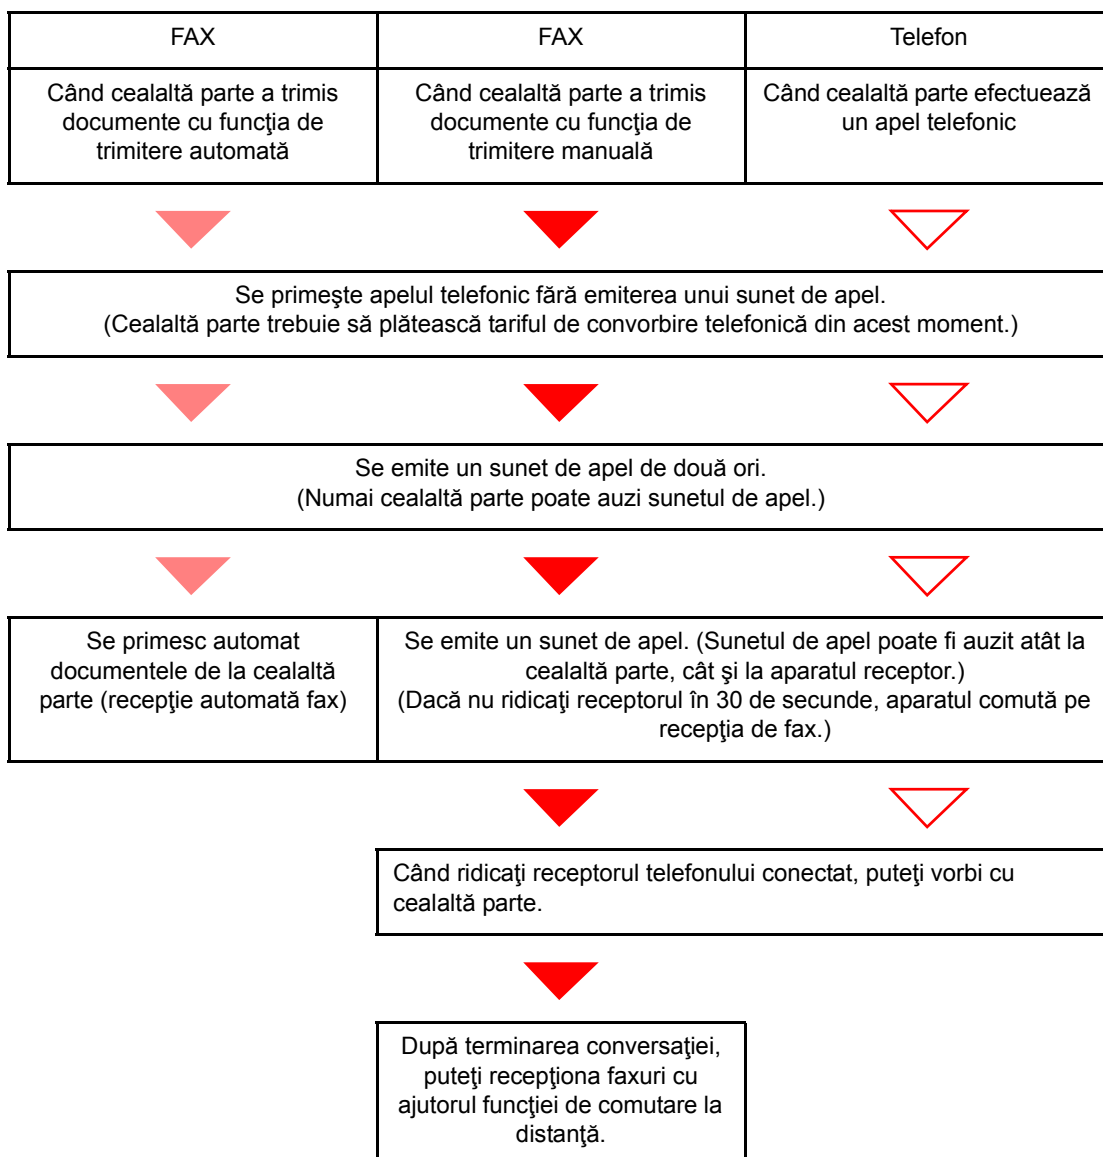 FAX
FAX
Telefon
Când cealaltă parte a trimis
documente cu funcţia de
trimitere automată
Când cealaltă parte a trimis
documente cu funcţia de
trimitere manuală
Când cealaltă parte efectuează
un apel telefonic
Se primeşte apelul telefonic fără emiterea unui sunet de apel.
(Cealaltă parte trebuie să plătească tariful de convorbire telefonică din acest moment.)
Se emite un sunet de apel de două ori.
(Numai cealaltă parte poate auzi sunetul de apel.)
Se primesc automat
documentele de la cealaltă
parte (recepţie automată fax)
Se emite un sunet de apel. (Sunetul de apel poate fi auzit atât la
cealaltă parte, cât şi la aparatul receptor.)
(Dacă nu ridicaţi receptorul în 30 de secunde, aparatul comută pe
recepţia de fax.)
Când ridicaţi receptorul telefonului conectat, puteţi vorbi cu
cealaltă parte.
După terminarea conversaţiei,
puteţi recepţiona faxuri cu
ajutorul funcţiei de comutare la
distanţă.